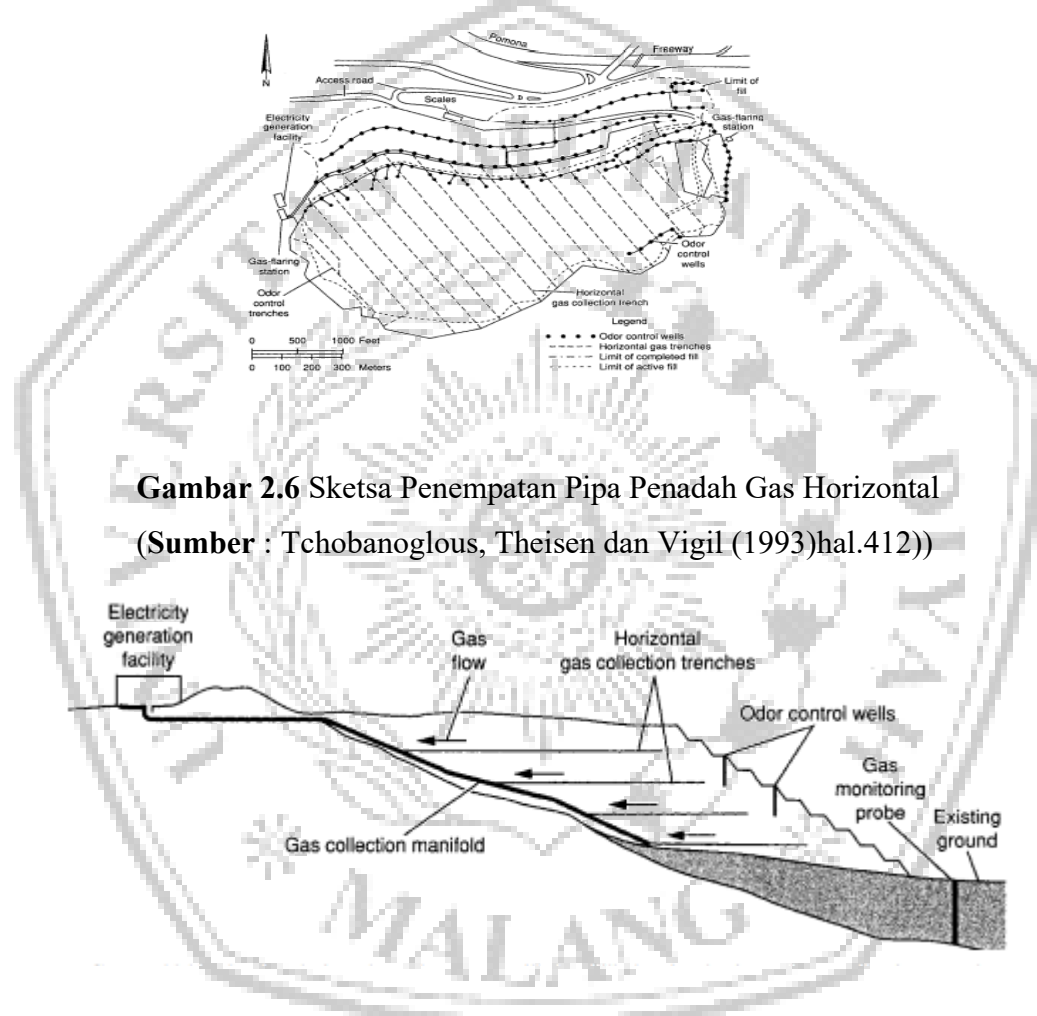 Pomona
Freeway
N
Access road
Scales
D
Limit of
fill
Electricity
generation
facility
Gas-flaring
station
Gas-flaring
station
Odor
control
trenches
Odor
control
wells
Horizontal
gas collection trench
0 500 1000 Feet
0 100 200 300 Meters
Legend
Odor control wells
Horizontal gas trenches
Limit of completed fill
Limit of active fill
Gambar 2.6 Sketsa Penempatan Pipa Penadah Gas Horizontal
(Sumber : Tchobanoglous, Theisen dan Vigil (1993)hal.412))
Electricity
generation
facility
Gas
flow
Horizontal
gas collection trenches
Odor control wells
Gas
monitoring
probe
Existing
ground
Gas collection manifold
UNIVERSITAS MUHAMMADIYAH
MALANG